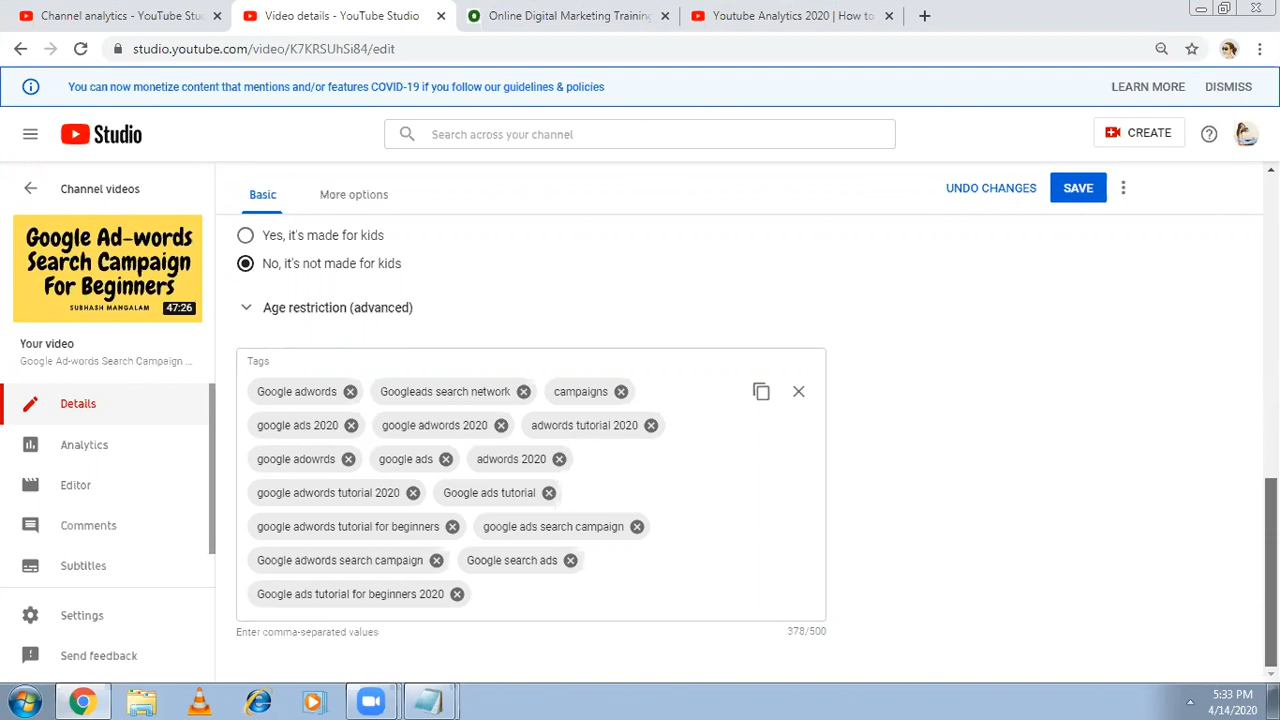 Channel analytics - YouTube Stu
Video details - YouTube Studio
Online Digital Marketing Training
Youtube Analytics 2020 | How to
studio.youtube.com/video/K7KRSUhSi84/edit
You can now monetize content that mentions and/or features COVID-19 if you follow our guidelines & policies
LEARN MORE
DISMISS
Studio
Search across your channel
CREATE
Channel videos
Basic
More options
UNDO CHANGES
SAVE
Google Ad-words
Search Campaign
For Beginners
SUBHASH MANGALAM
47:26
Your video
Google Ad-words Search Campaign ...
Details
Analytics
Editor
Comments
Subtitles
Settings
Send feedback
Yes, it's made for kids
No, it's not made for kids
Age restriction (advanced)
Tags
Google adwords
Googleads search network
campaigns
google ads 2020
google adwords 2020
adwords tutorial 2020
google adowrds
google ads
adwords 2020
google adwords tutorial 2020
Google ads tutorial
google adwords tutorial for beginners
google ads search campaign
Google adwords search campaign
Google search ads
Google ads tutorial for beginners 2020
Enter comma-separated values
378/500
5:33 PM
4/14/2020